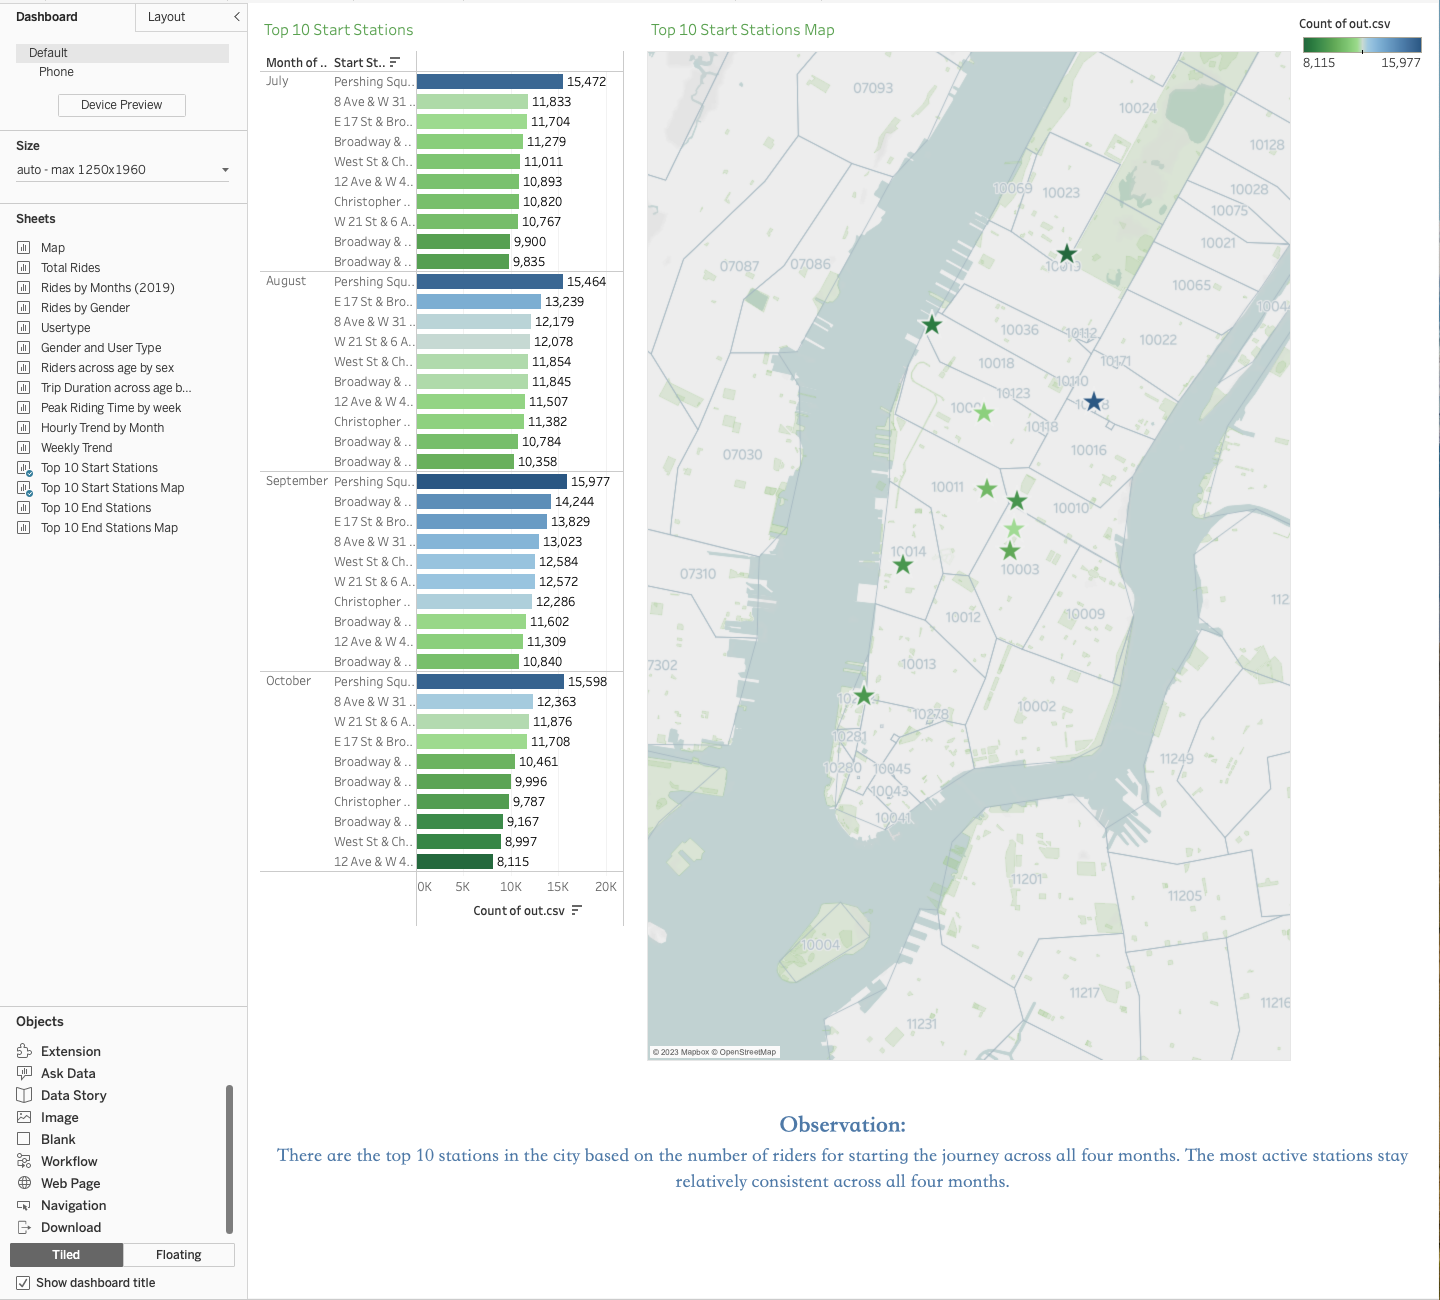 Dashboard
Layout
Default
Phone
Device Preview
Size
auto - max 1250x1960
Sheets
Map
Total Rides
Rides by Months (2019)
Rides by Gender
Usertype
Gender and User Type
Riders across age by sex
Trip Duration across age b...
Peak Riding Time by week
Hourly Trend by Month
Weekly Trend
Top 10 Start Stations
Top 10 Start Stations Map
Top 10 End Stations
Top 10 End Stations Map
Objects
Extension
Ask Data
Data Story
Image
Blank
Workflow
Web Page
Navigation
Download
Tiled Floating
Show dashboard title
Top 10 Start Stations
Month of .. Start St..
July Pershing Squ.. 15,472
8 Ave & W 31 .. 11,833
E 17 St & Bro.. 11,704
Broadway & .. 11,279
West St & Ch.. 11,011
12 Ave & W 4.. 10,893
Christopher .. 10,820
W 21 St & 6 A.. 10,767
Broadway & .. 9,900
Broadway & .. 9,835
August Pershing Squ.. 15,464
E 17 St & Bro.. 13,239
8 Ave & W 31 .. 12,179
W 21 St & 6 A.. 12,078
West St & Ch.. 11,854
Broadway & .. 11,845
12 Ave & W 4.. 11,507
Christopher .. 11,382
Broadway & .. 10,784
Broadway & .. 10,358
September Pershing Squ.. 15,977
Broadway & .. 14,244
E 17 St & Bro.. 13,829
8 Ave & W 31 .. 13,023
West St & Ch.. 12,584
W 21 St & 6 A.. 12,572
Christopher .. 12,286
Broadway & .. 11,602
12 Ave & W 4.. 11,309
Broadway & .. 10,840
October Pershing Squ.. 15,598
8 Ave & W 31 .. 12,363
W 21 St & 6 A.. 11,876
E 17 St & Bro.. 11,708
Broadway & .. 10,461
Broadway & .. 9,996
Christopher .. 9,787
Broadway & .. 9,167
West St & Ch.. 8,997
12 Ave & W 4.. 8,115
0K 5K 10K 15K 20K
Count of out.csv
Top 10 Start Stations Map
07093
10024
10128
10069
10023
10028
10075
10021
07087
07086
10065
10036
10112
10022
10018
10171
10110
10123
10118
10016
07030
10011
10010
10014
10003
07310
10012
10009
112
7302
10013
10002
10278
10281
11249
10280
10045
10043
10041
11201
11205
10004
11217
11216
11231
© 2023 Mapbox © OpenStreetMap
Count of out.csv
8,115 15,977
Observation:
There are the top 10 stations in the city based on the number of riders for starting the journey across all four months. The most active stations stay
relatively consistent across all four months.